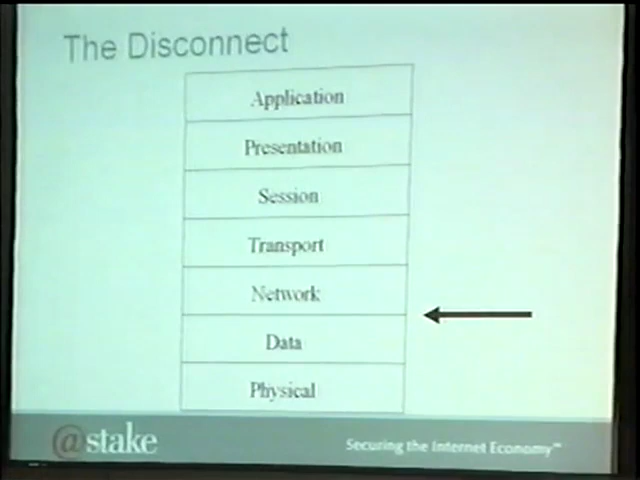 The Disconnect
Application
Presentation
Session
Transport
Network
Data
Physical
@stake
Securing the Internet Economy™